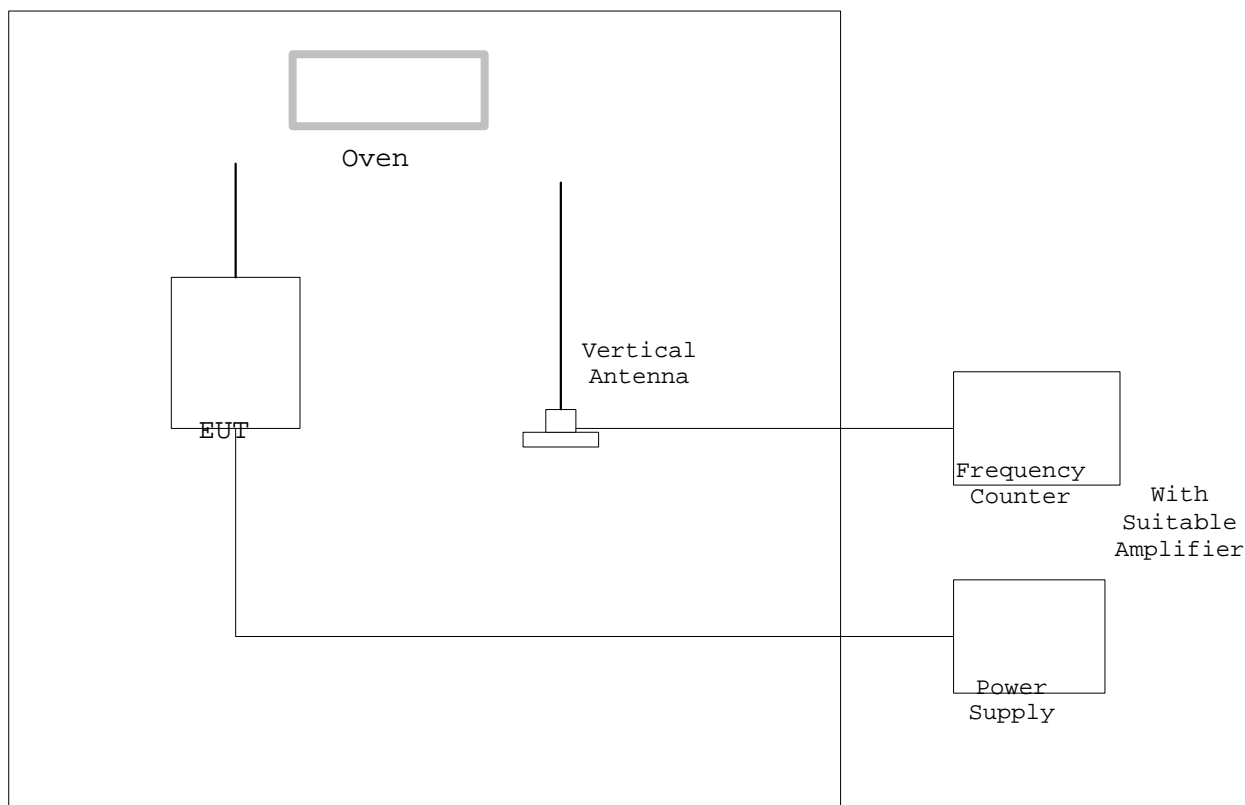 Oven
Vertical
Antenna
EUT
Frequency
Counter
With
Suitable
Amplifier
Power
Supply